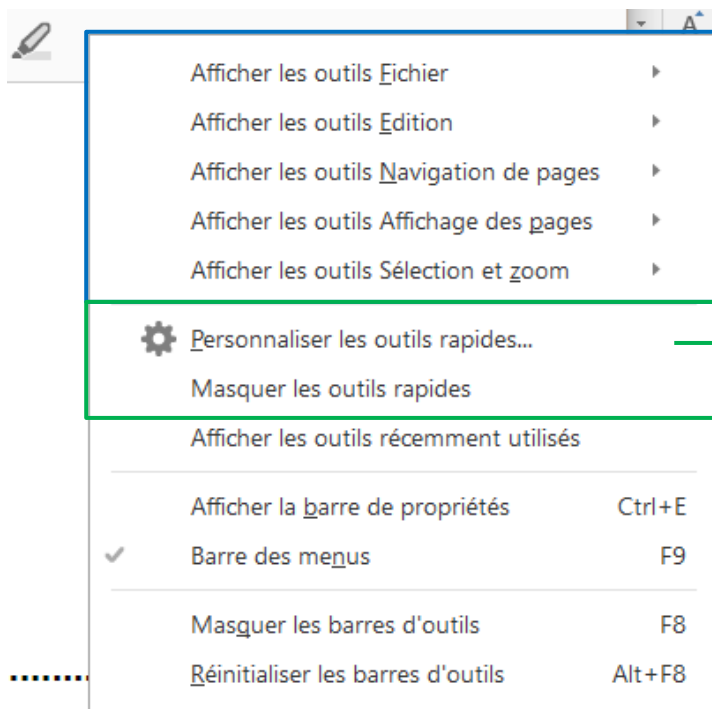 A
Afficher les outils Fichier
Afficher les outils Edition
Afficher les outils Navigation de pages
Afficher les outils Affichage des pages
Afficher les outils Sélection et zoom
Personnaliser les outils rapides...
Masquer les outils rapides
Afficher les outils récemment utilisés
Afficher la barre de propriétés Ctrl+E
Barre des menus F9
Masquer les barres d'outils F8
Réinitialiser les barres d'outils Alt+F8